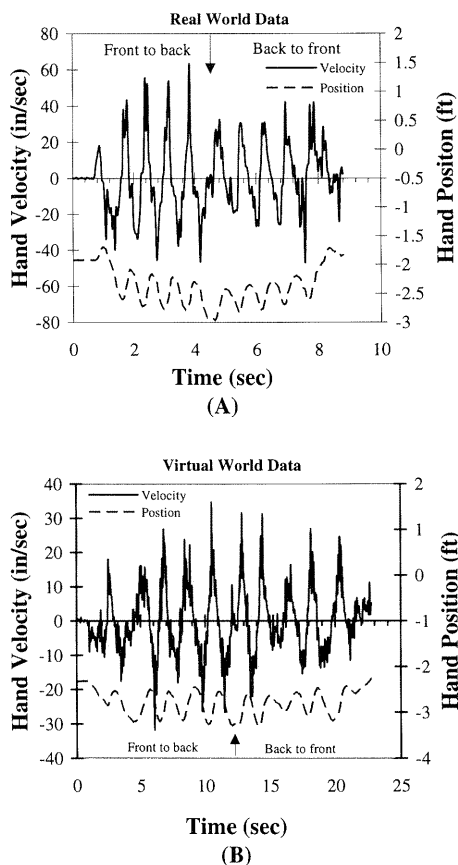 Real World Data
Front to back
Back to front
Velocity
Position
Hand Velocity (in/sec)
80
60
40
20
0
-20
-40
-60
-80
2
1.5
1
0.5
0
-0.5
-1
-1.5
-2
-2.5
-3
Hand Positon (ft)
0 2 4 6 8 10
Time (sec)
(A)
Virtual World Data
Velocity
Postion
Hand Velocity (in/sec)
40
30
20
10
0
-10
-20
-30
-40
2
1
0
-1
-2
-3
-4
Hand Position (ft)
Front to back
Back to front
0 5 10 15 20 25
Time (sec)
(B)